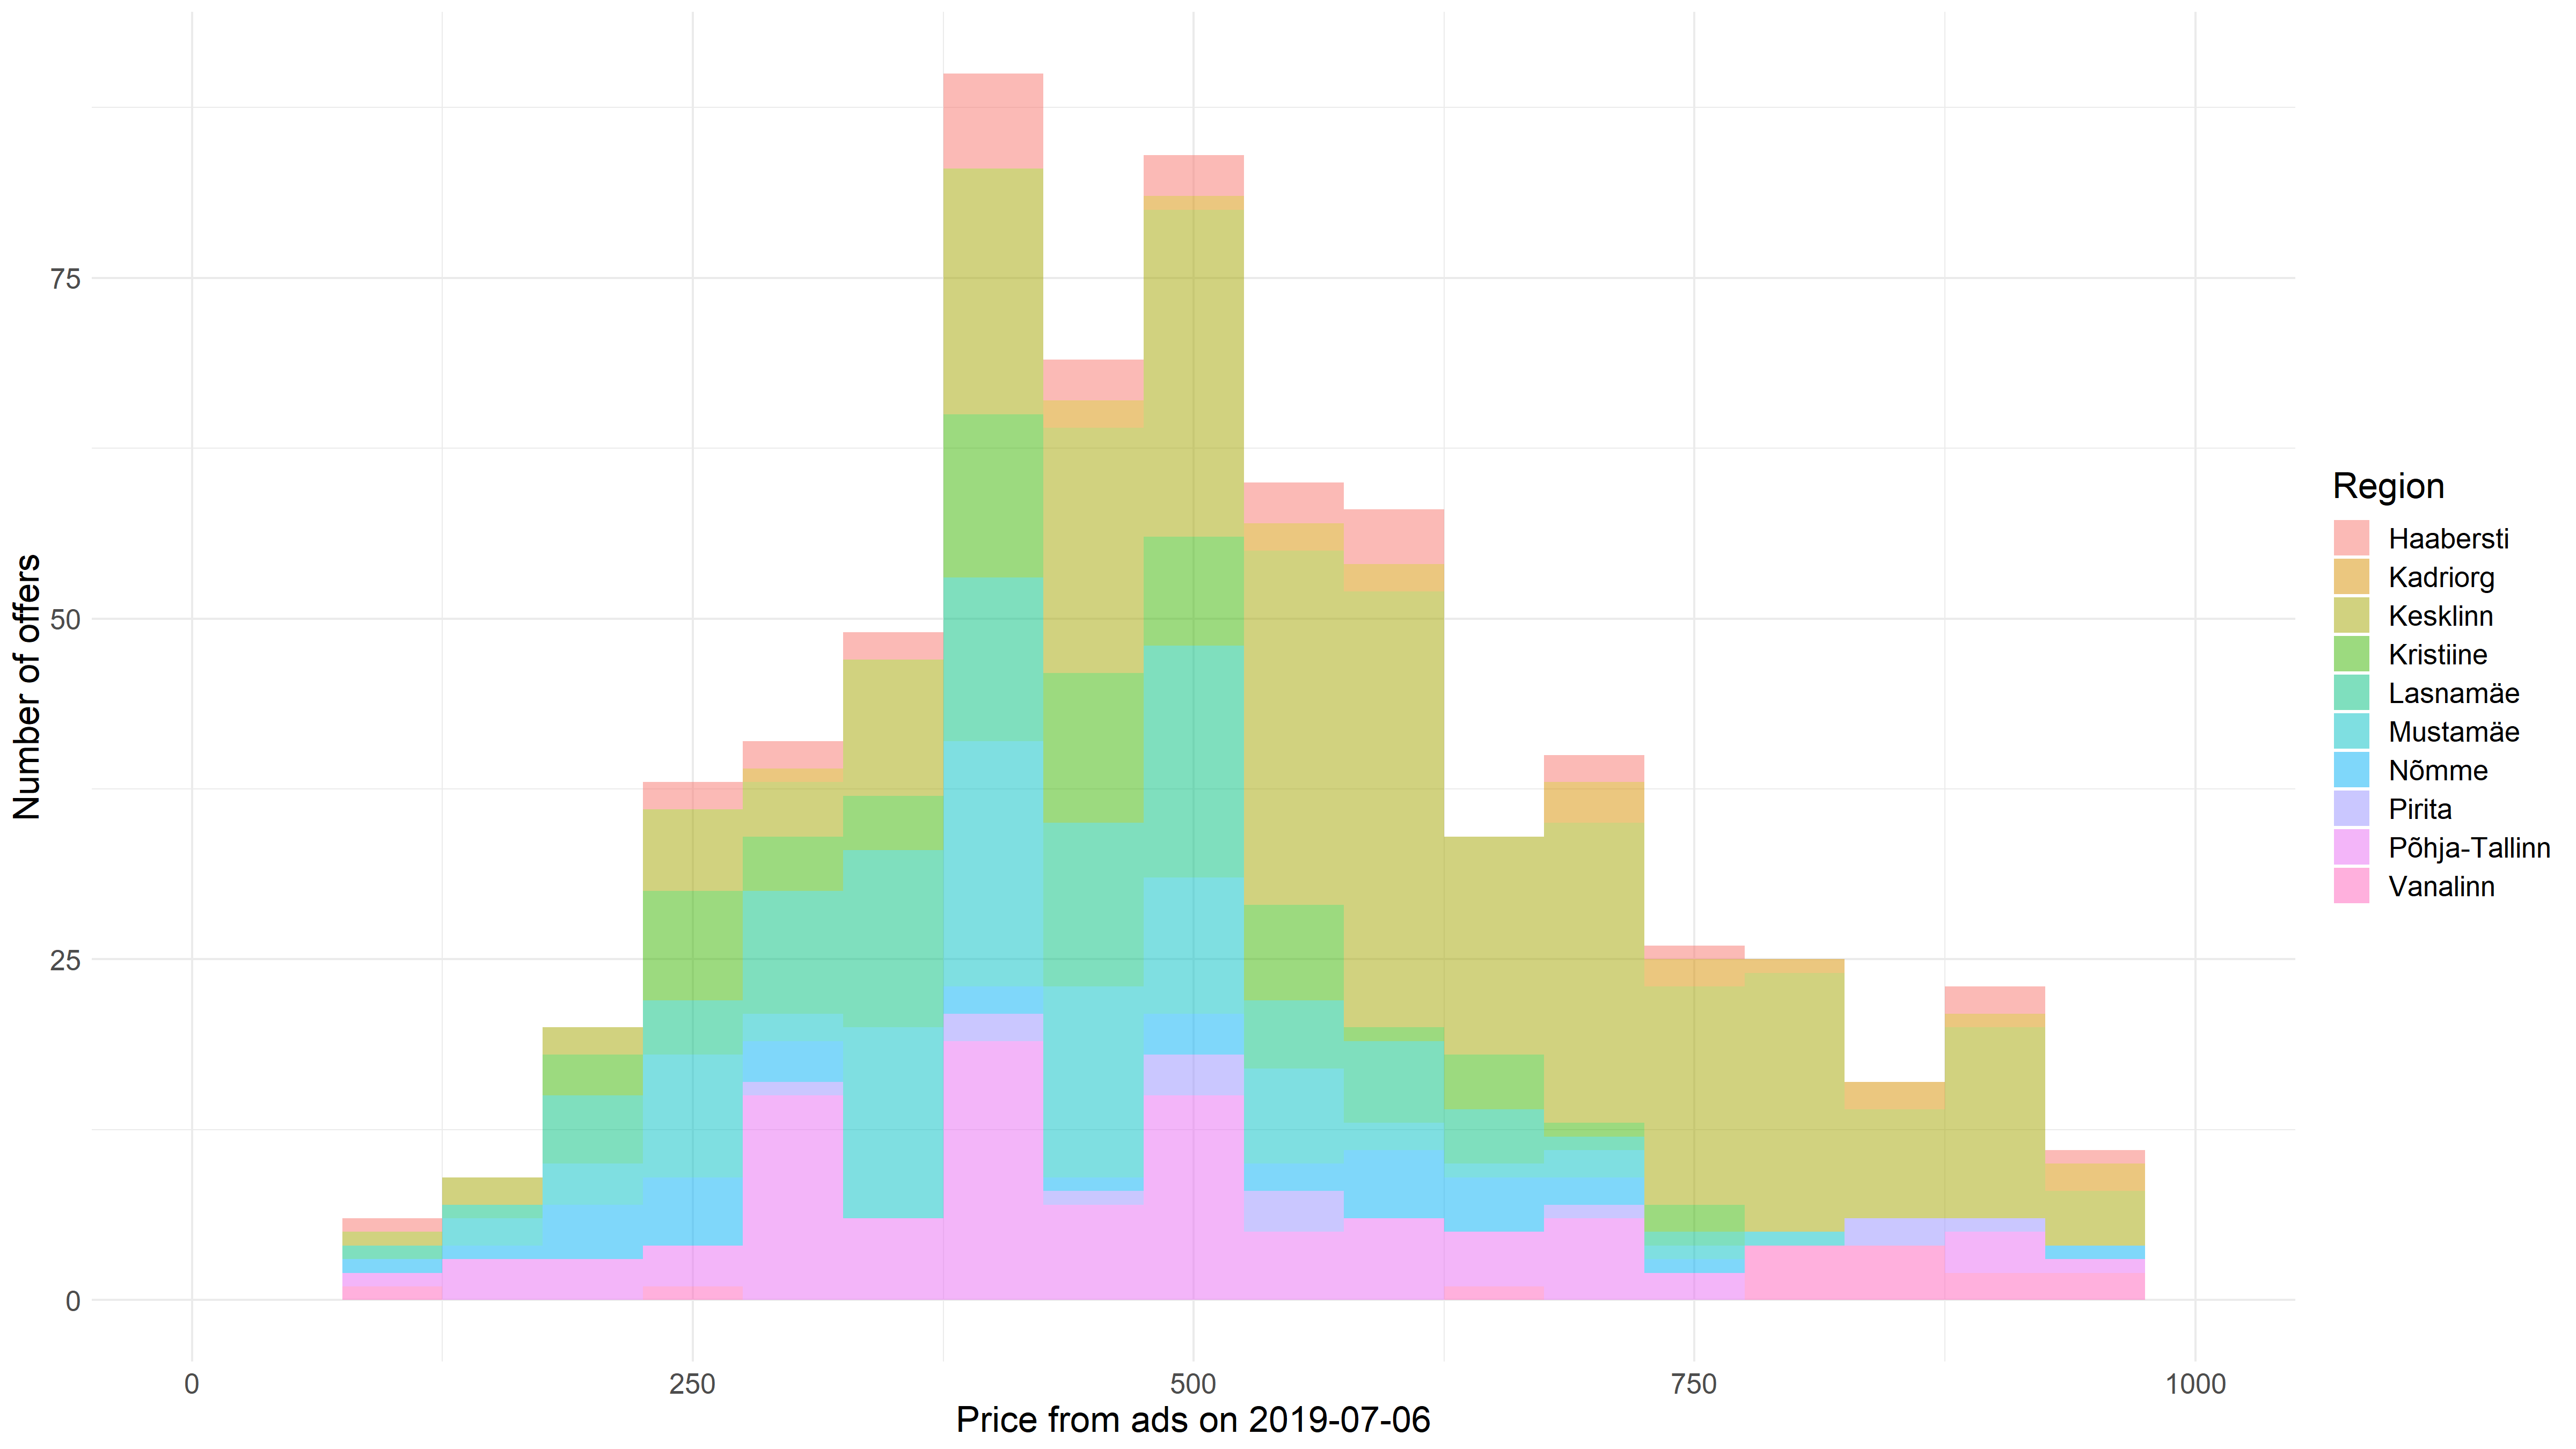 75
50
25
0
Number of offers
0 250 500 750 1000
Price from ads on 2019-07-06
Region
Haabersti
Kadriorg
Kesklinn
Kristiine
Lasnamäe
Mustamäe
Nõmme
Pirita
Põhja-Tallinn
Vanalinn